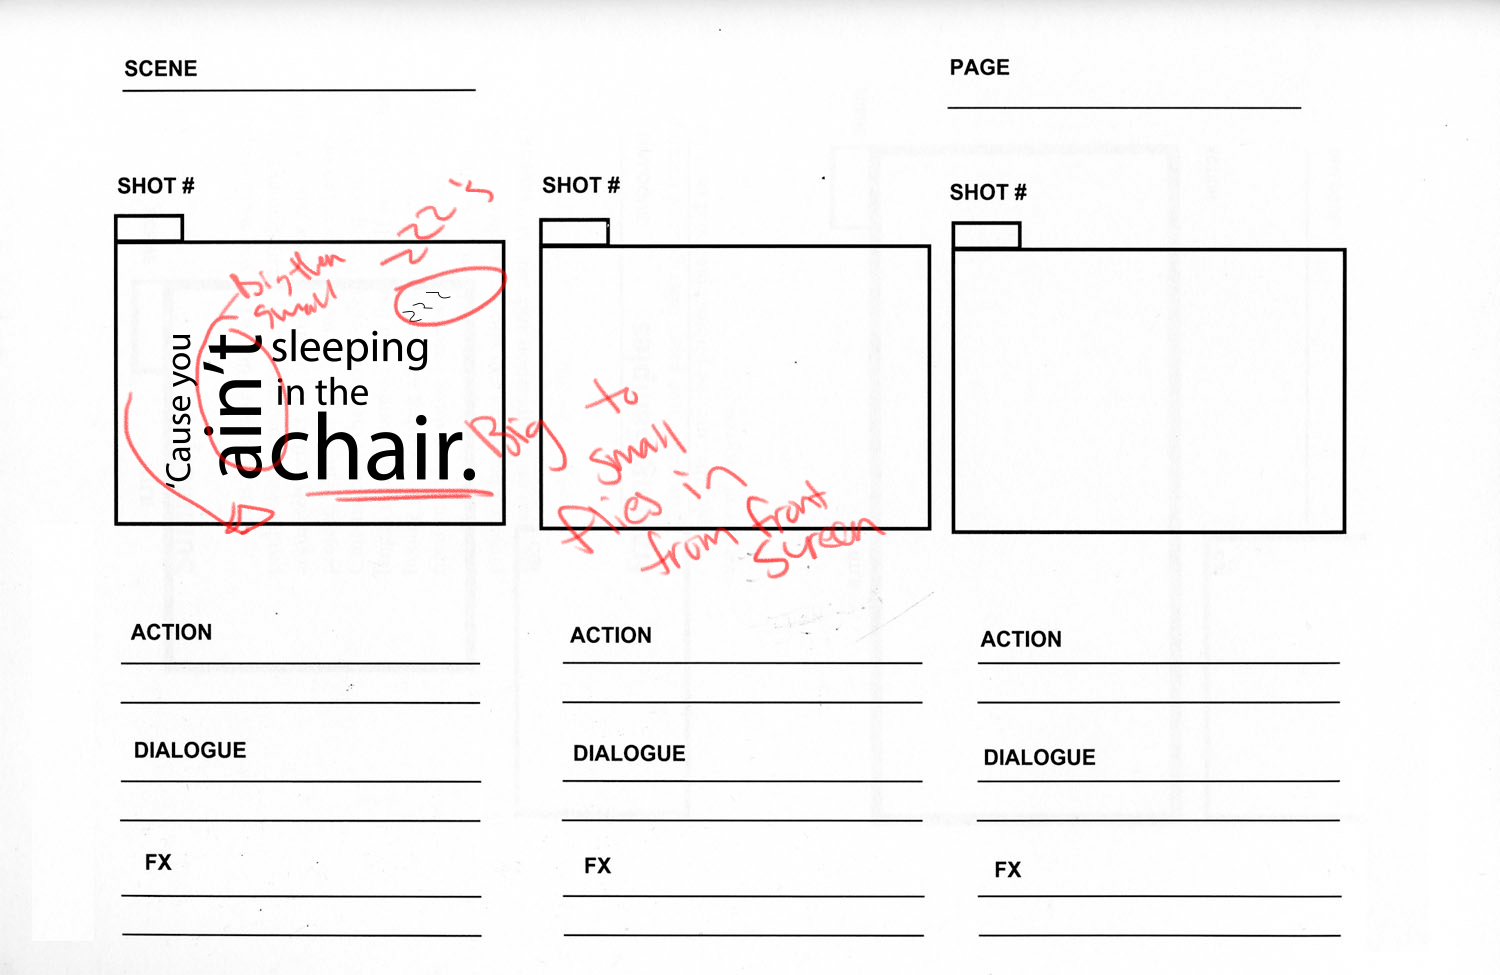 SCENE
PAGE
SHOT #
SHOT #
SHOT #
zzz's
Big then
small
zzz
'Cause you
ain't
sleeping
in the
chair.
Big to
small
flies in
from front
screen
ACTION
ACTION
ACTION
DIALOGUE
DIALOGUE
DIALOGUE
FX
FX
FX